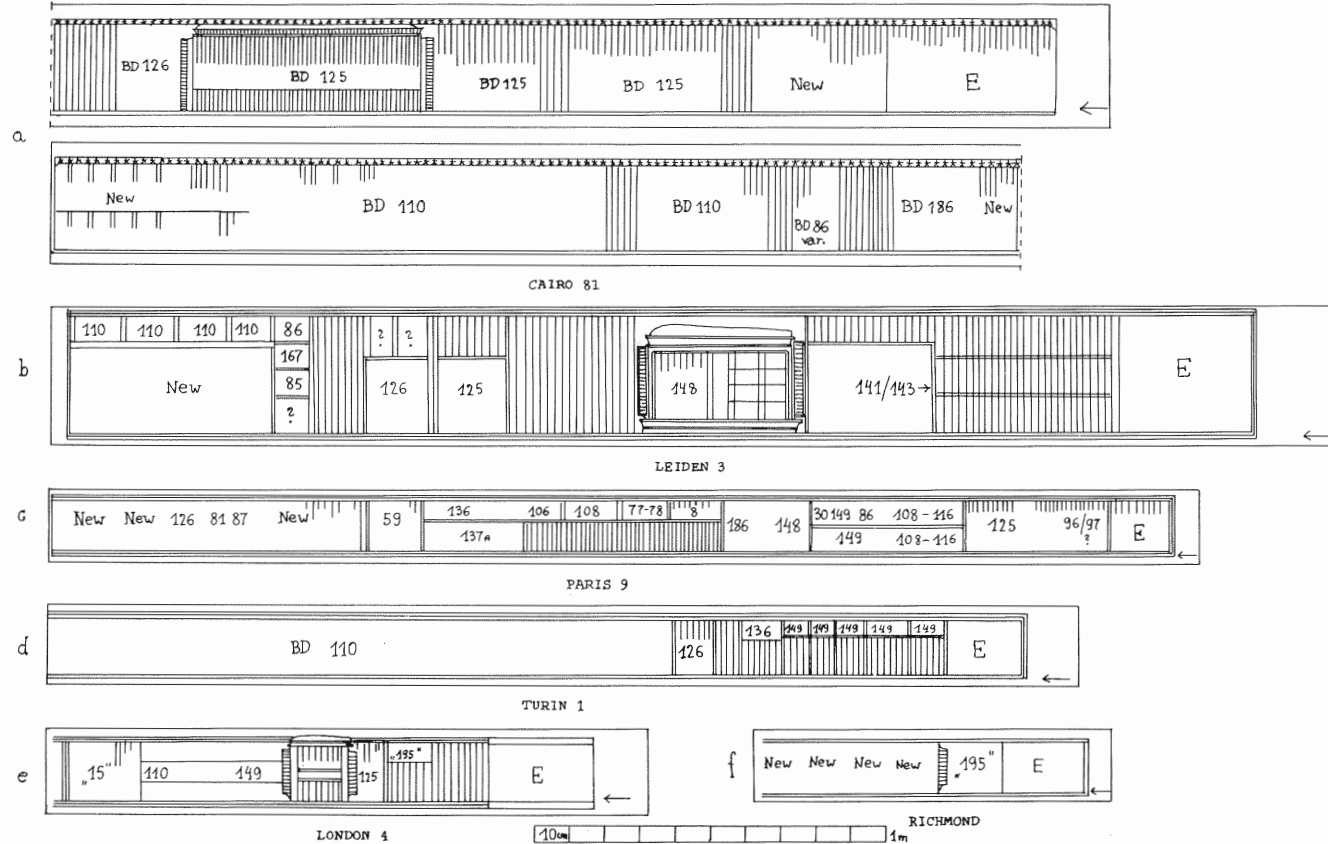 a
BD 126
BD 125
BD 125
BD 125
New
E
New
BD 110
BD 110
BD 86
var.
BD 186
New
CAIRO 81
b
110 110 110 110 86
167
85
?
New
? ?
126
125
148
141/143→
E
LEIDEN 3
c
New New 126 81 87 New
59
136 106 108 77-78 8
137A
186 148
30 149 86 108-116
149 108-116
125
96/97
?
E
PARIS 9
d
BD 110
126
136 149 149 149 149 149
E
TURIN 1
e
„15"
110 149
125
„195"
E
LONDON 4
f
New New New New
„195"
E
RICHMOND
10cm 1m